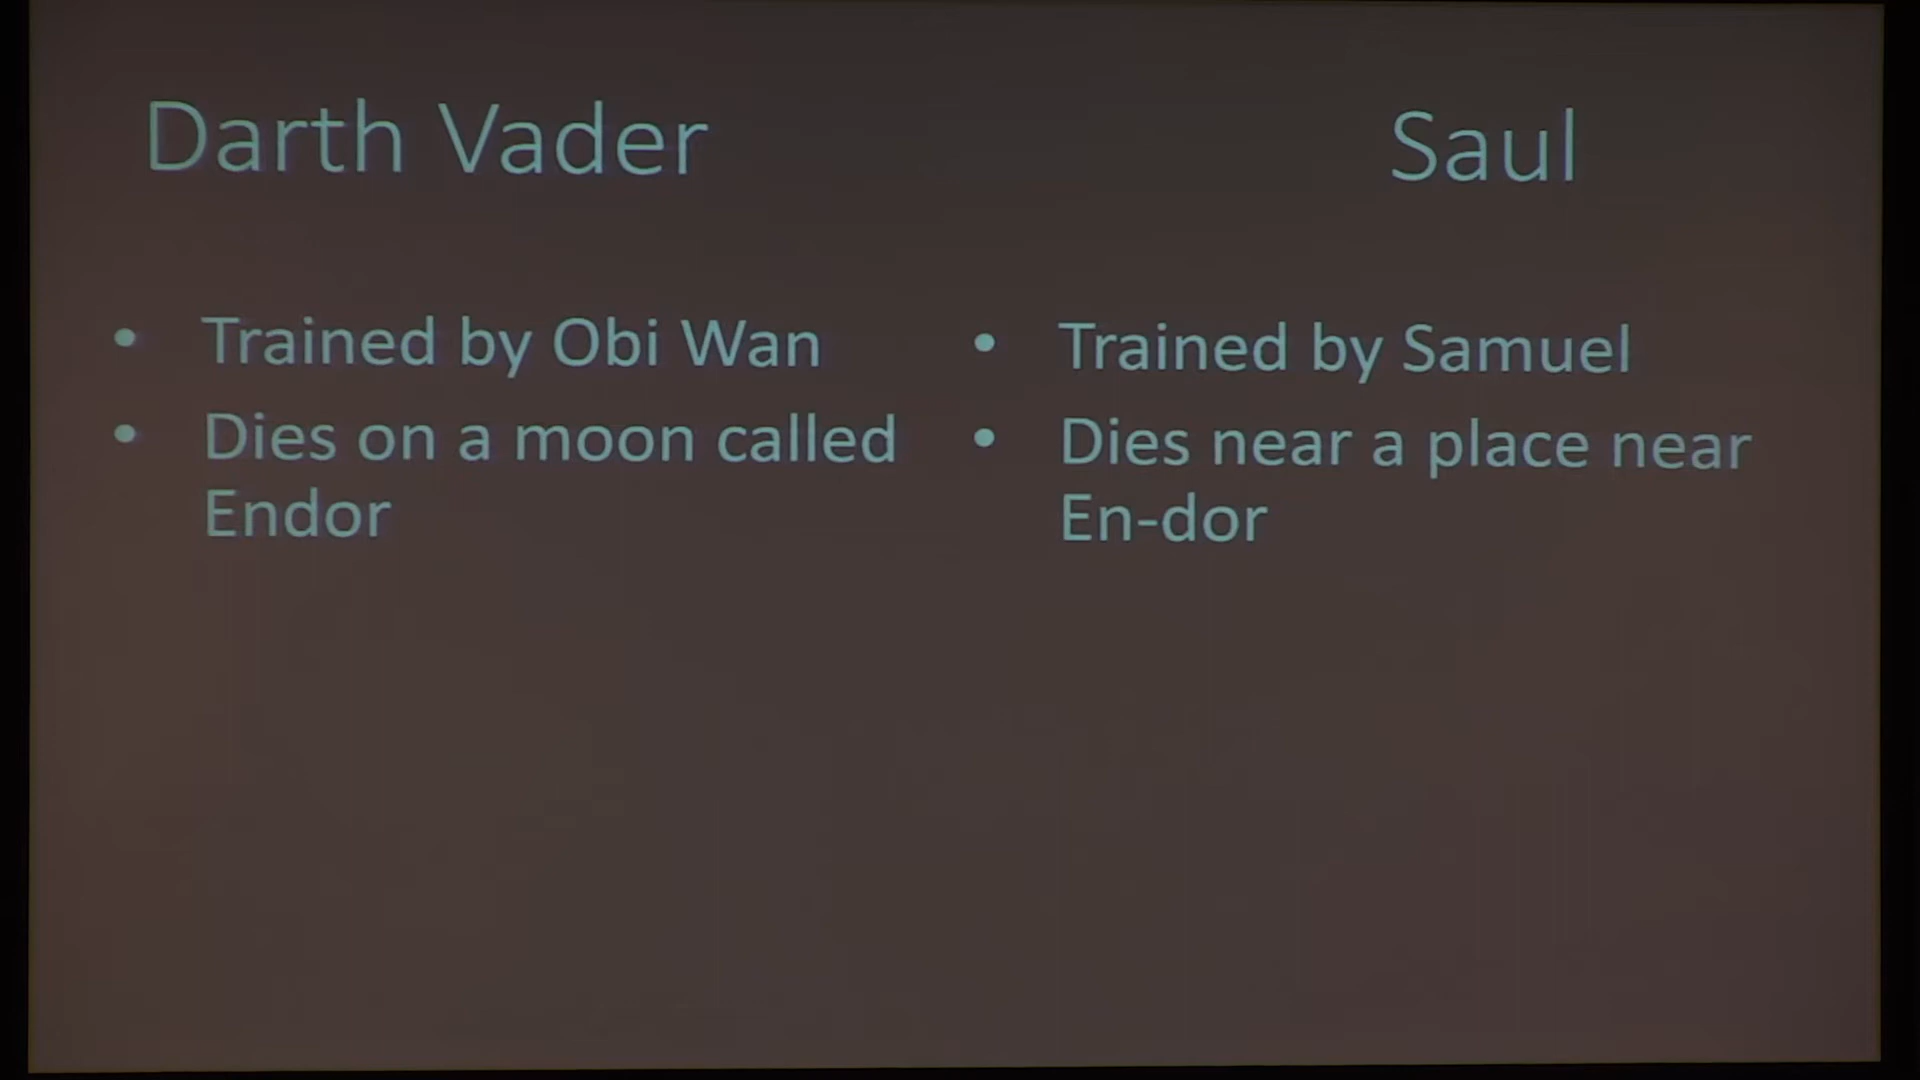 Darth Vader
• Trained by Obi Wan
• Dies on a moon called
Endor
Saul
• Trained by Samuel
• Dies near a place near
En-dor